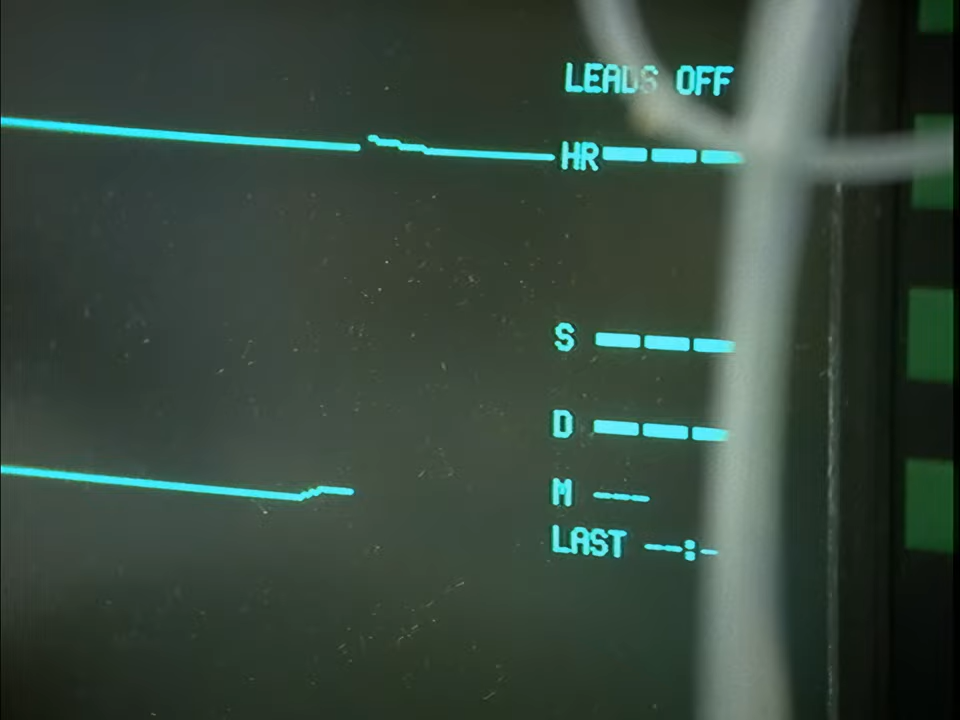 LEADS OFF
HR ---
S ---
D ---
M ---
LAST --:-